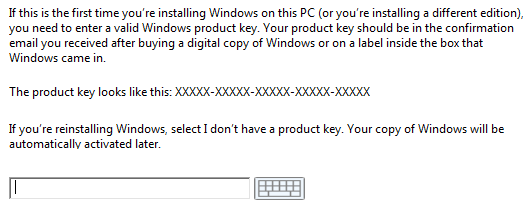 If this is the first time you're installing Windows on this PC (or you're installing a different edition),
you need to enter a valid Windows product key. Your product key should be in the confirmation
email you received after buying a digital copy of Windows or on a label inside the box that
Windows came in.
The product key looks like this: XXXXX-XXXXX-XXXXX-XXXXX-XXXXX
If you're reinstalling Windows, select I don't have a product key. Your copy of Windows will be
automatically activated later.